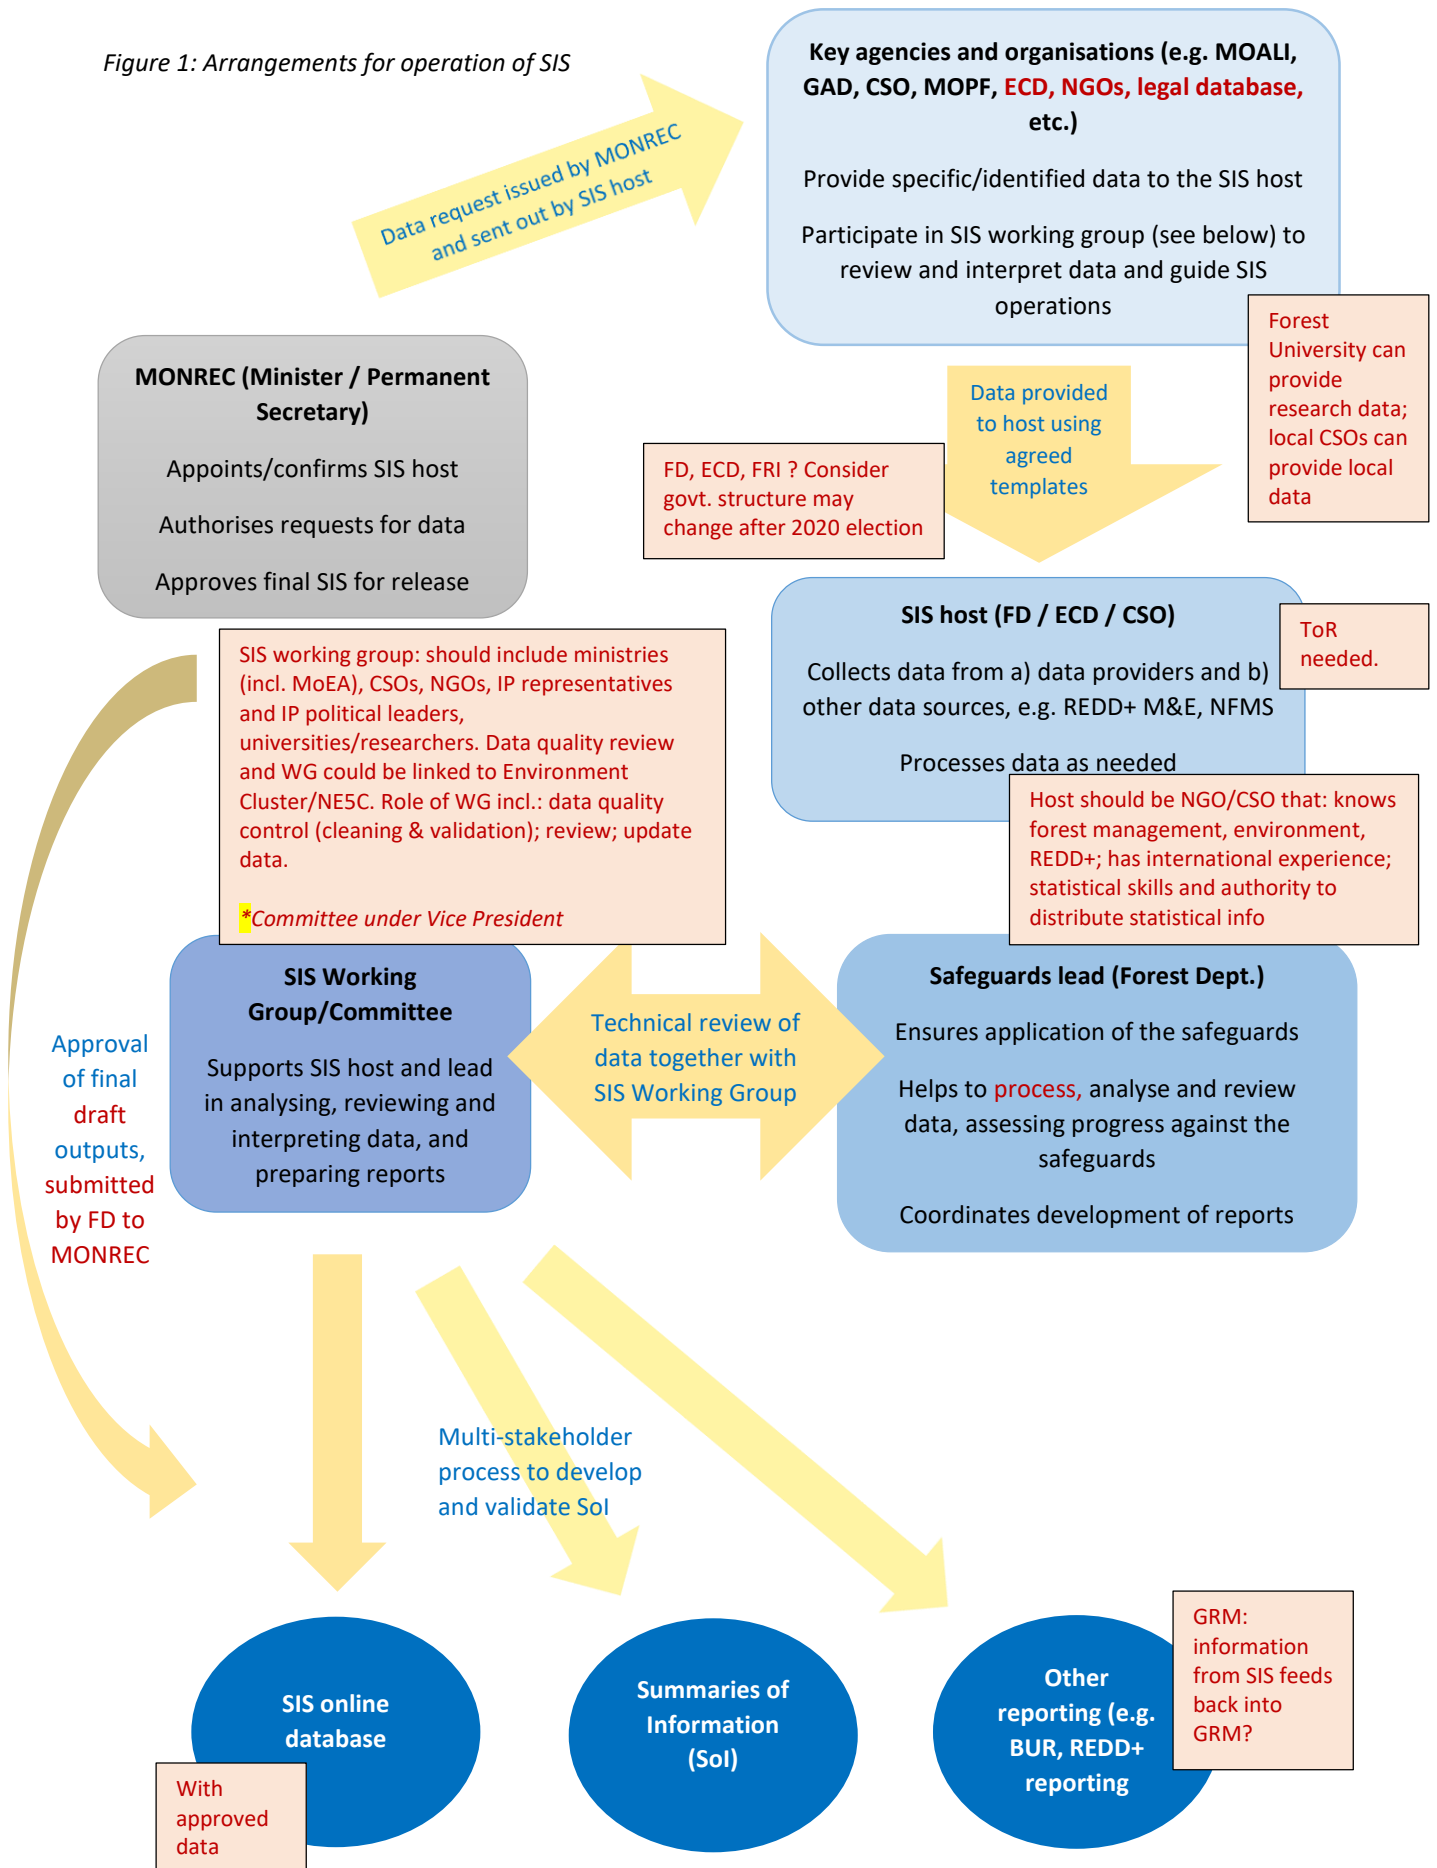 Figure 1: Arrangements for operation of SIS
Key agencies and organisations (e.g. MOALI,
GAD, CSO, MOPF, ECD, NGOs, legal database,
etc.)
Provide specific/identified data to the SIS host
Participate in SIS working group (see below) to
review and interpret data and guide SIS
operations
Data request issued by MONREC
and sent out by SIS host
Forest
University can
provide
research data;
local CSOs can
provide local
data
MONREC (Minister / Permanent
Secretary)
Appoints/confirms SIS host
Authorises requests for data
Approves final SIS for release
Data provided
to host using
agreed
templates
FD, ECD, FRI ? Consider
govt. structure may
change after 2020 election
SIS host (FD / ECD / CSO)
Collects data from a) data providers and b)
other data sources, e.g. REDD+ M&E, NFMS
Processes data as needed
ToR
needed.
SIS working group: should include ministries
(incl. MoEA), CSOs, NGOs, IP representatives
and IP political leaders,
universities/researchers. Data quality review
and WG could be linked to Environment
Cluster/NE5C. Role of WG incl.: data quality
control (cleaning & validation); review; update
data.
*Committee under Vice President
Host should be NGO/CSO that: knows
forest management, environment,
REDD+; has international experience;
statistical skills and authority to
distribute statistical info
SIS Working
Group/Committee
Supports SIS host and lead
in analysing, reviewing and
interpreting data, and
preparing reports
Technical review of
data together with
SIS Working Group
Safeguards lead (Forest Dept.)
Ensures application of the safeguards
Helps to process, analyse and review
data, assessing progress against the
safeguards
Coordinates development of reports
Approval
of final
draft
outputs,
submitted
by FD to
MONREC
Multi-stakeholder
process to develop
and validate SoI
SIS online
database
With
approved
data
Summaries of
Information
(SoI)
Other
reporting (e.g.
BUR, REDD+
reporting
GRM:
information
from SIS feeds
back into
GRM?